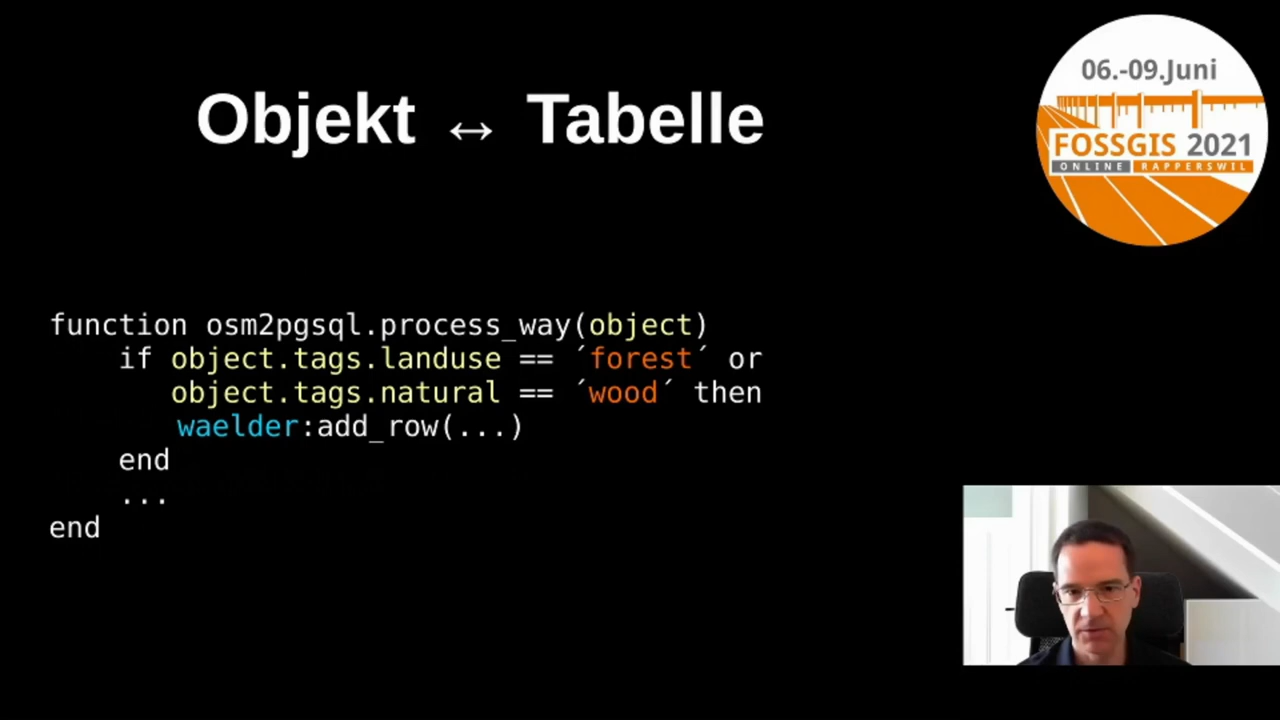 Objekt ↔ Tabelle
06.-09.Juni
FOSSGIS 2021
ONLINE RAPPERSWIL
function osm2pgsql.process_way(object)
    if object.tags.landuse == ´forest´ or
       object.tags.natural == ´wood´ then
       waelder:add_row(...)
    end
    ...
end